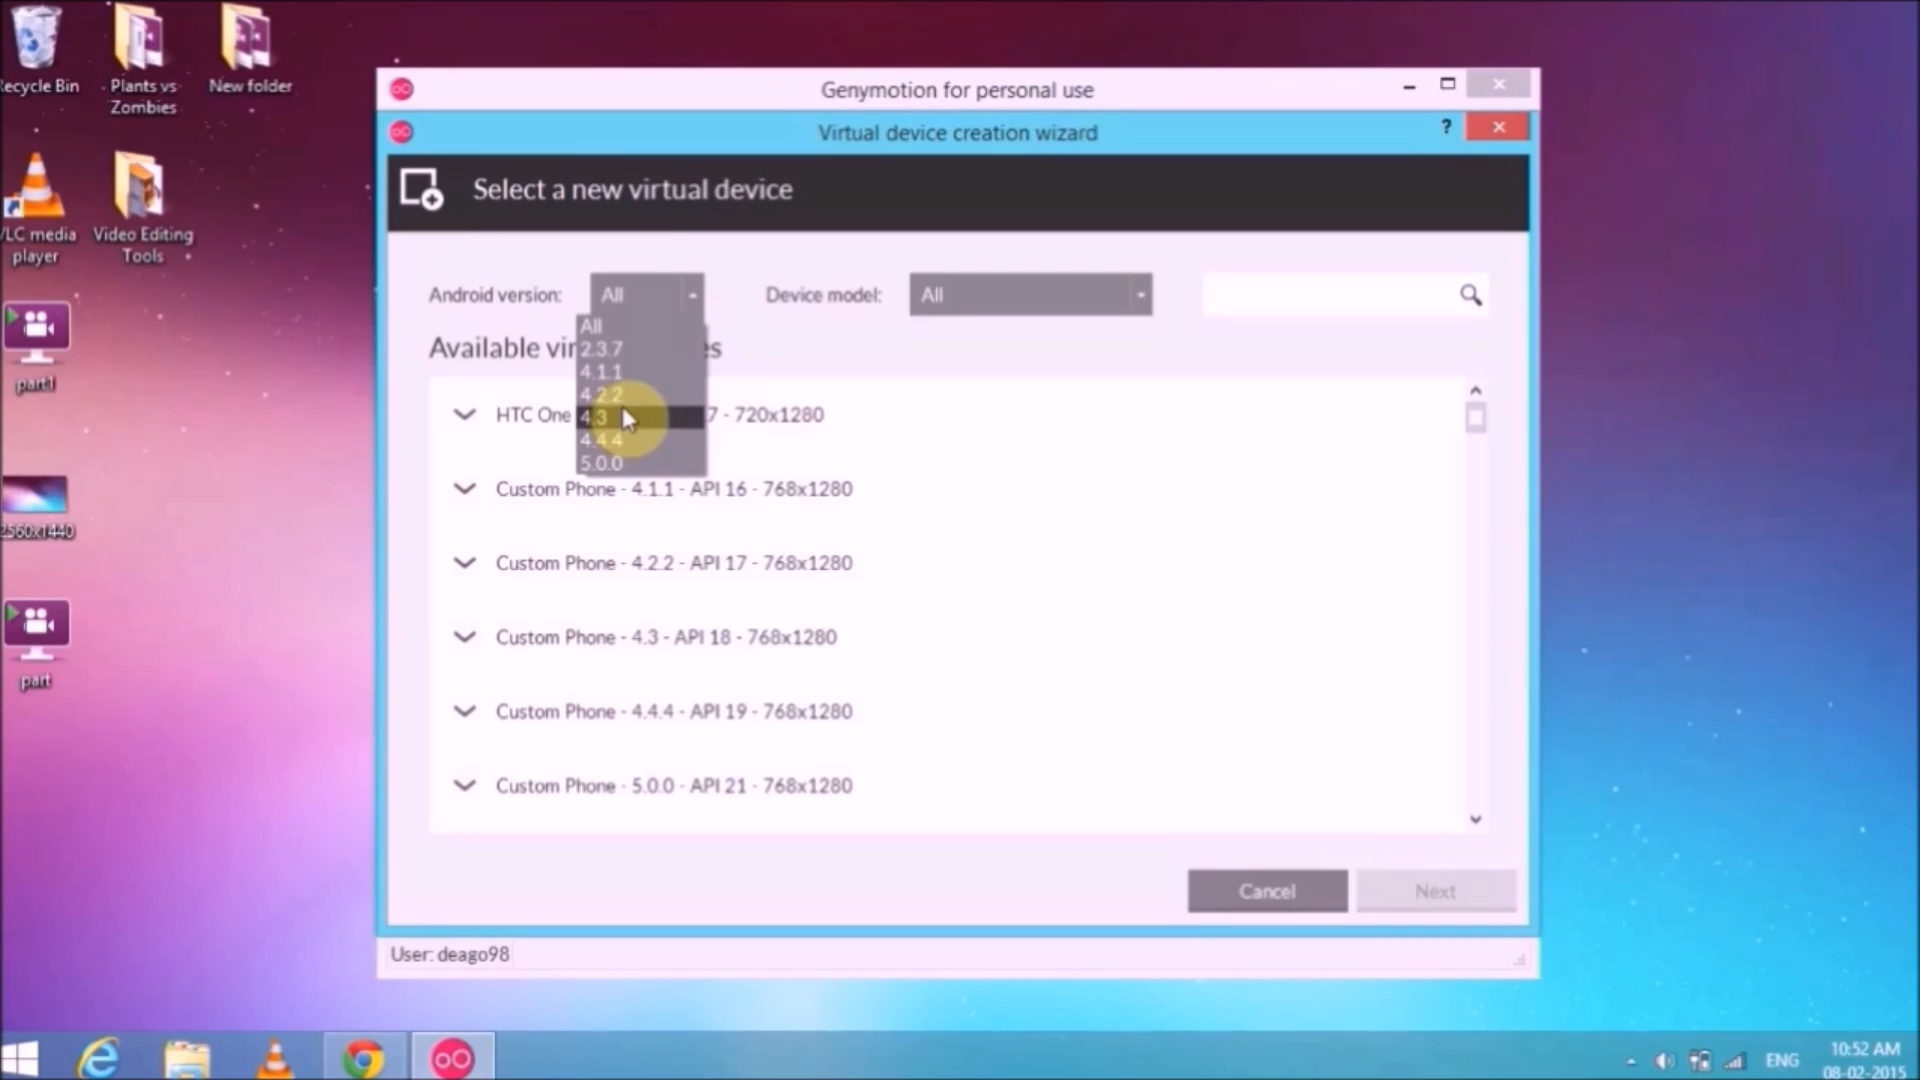 Recycle Bin
Plants vs
Zombies
New folder
VLC media
player
Video Editing
Tools
part1
2560x1440
part
Genymotion for personal use
Virtual device creation wizard
?
Select a new virtual device
Android version:
All
Device model:
All
All
2.3.7
4.1.1
4.2.2
4.3
4.4.4
5.0.0
HTC One
7 - 720x1280
Custom Phone - 4.1.1 - API 16 - 768x1280
Custom Phone - 4.2.2 - API 17 - 768x1280
Custom Phone - 4.3 - API 18 - 768x1280
Custom Phone - 4.4.4 - API 19 - 768x1280
Custom Phone - 5.0.0 - API 21 - 768x1280
Cancel
Next
User: deago98
ENG
10:52 AM
08-02-2015